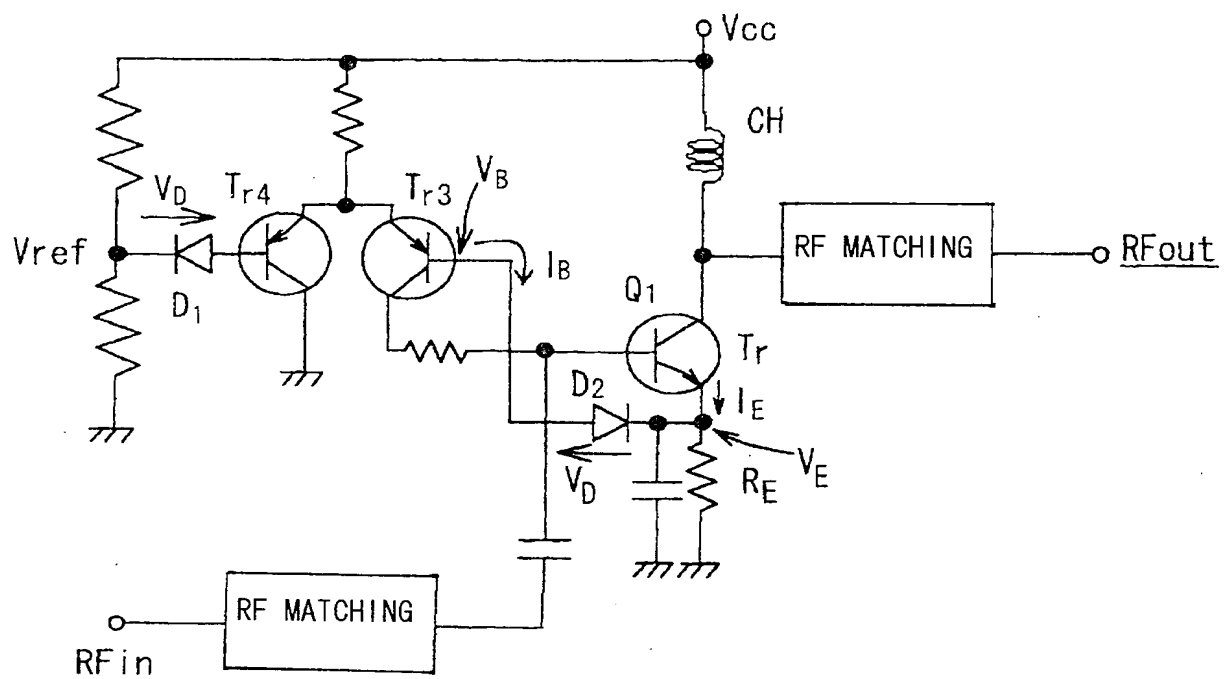 Vcc
CH
VD
Tr4
Tr3
VB
Vref
D1
IB
Q1
RF MATCHING
RFout
Tr
D2
IE
VD
RE
VE
RF MATCHING
RFin